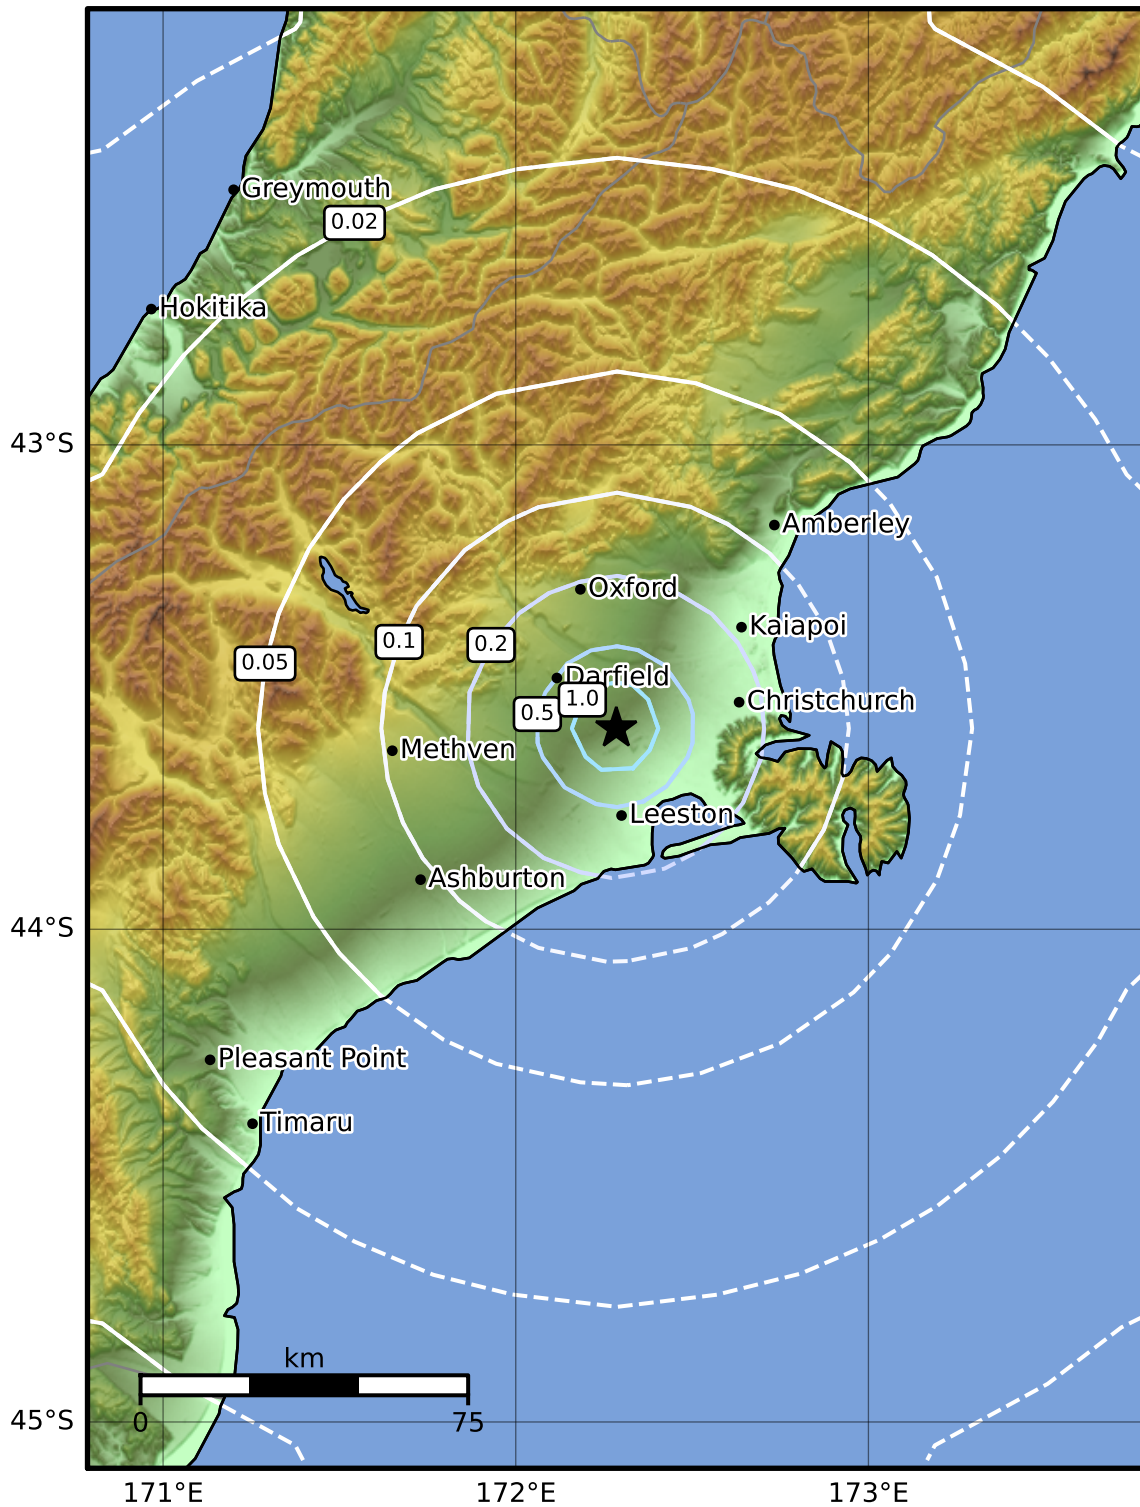 Greymouth
0.02
Hokitika
43°S
Amberley
Oxford
Kaiapoi
0.1
0.2
0.05
Darfield
1.0
Christchurch
0.5
Methven
Leeston
Ashburton
44°S
Pleasant Point
Timaru
km
0 75
45°S
171°E 172°E 173°E